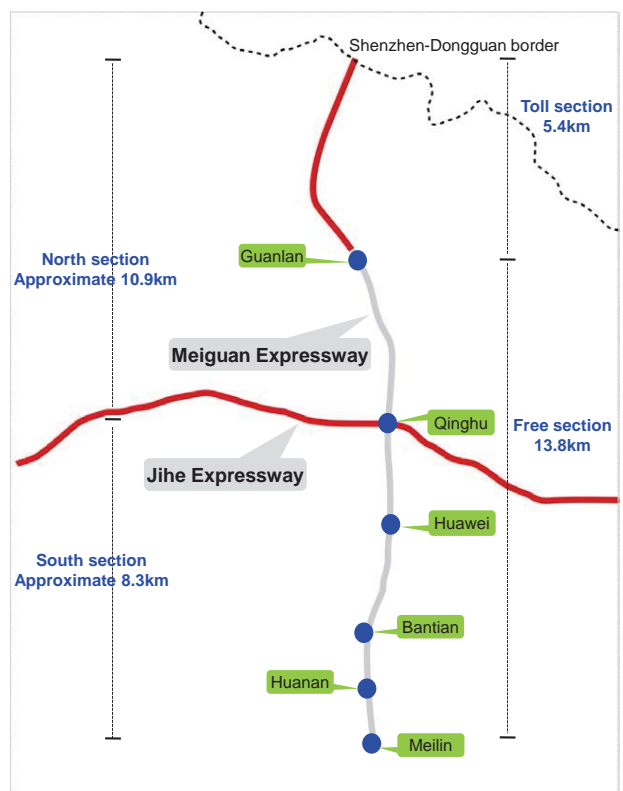 Shenzhen-Dongguan border
Toll section
5.4km
Guanlan
North section
Approximate 10.9km
Meiguan Expressway
Qinghu
Free section
13.8km
Jihe Expressway
Huawei
South section
Approximate 8.3km
Bantian
Huanan
Meilin